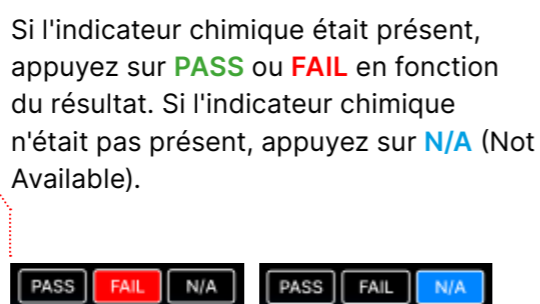 Si l'indicateur chimique était présent,
appuyez sur PASS ou FAIL en fonction
du résultat. Si l'indicateur chimique
n'était pas présent, appuyez sur N/A (Not
Available).
PASS FAIL N/A PASS FAIL N/A